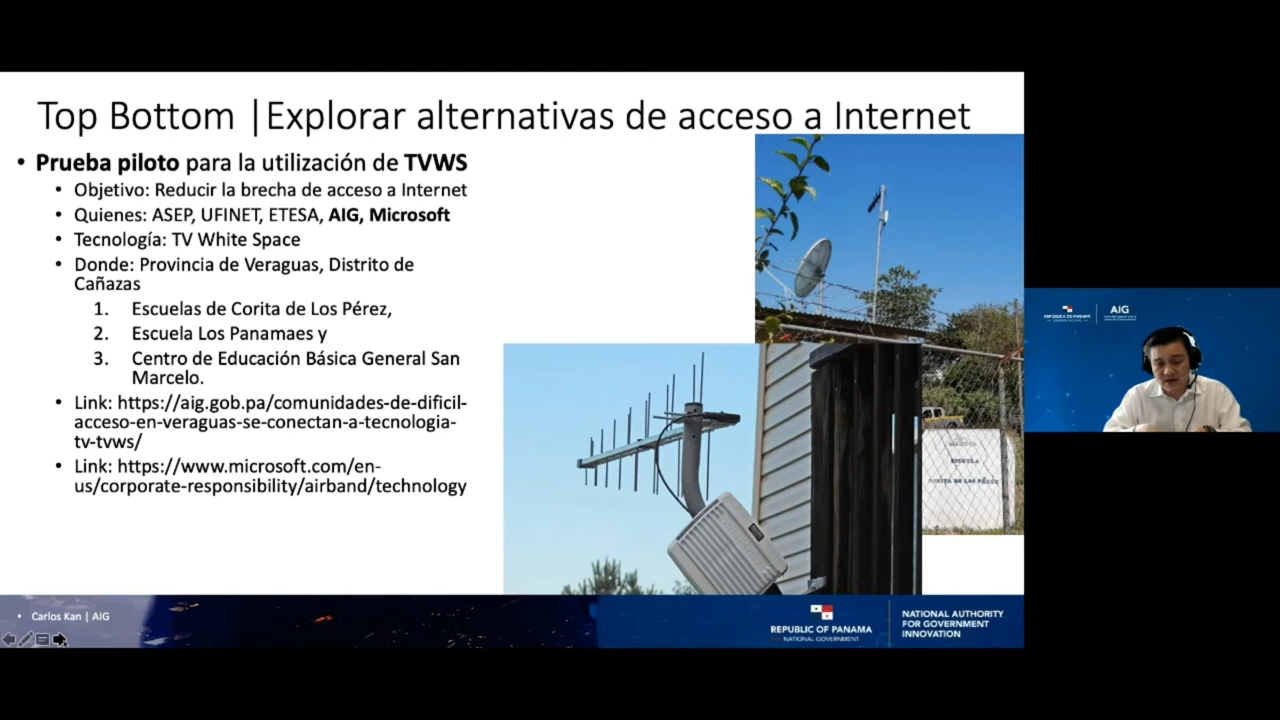 Top Bottom | Explorar alternativas de acceso a Internet
• Prueba piloto para la utilización de TVWS
• Objetivo: Reducir la brecha de acceso a Internet
• Quienes: ASEP, UFINET, ETESA, AIG, Microsoft
• Tecnología: TV White Space
• Donde: Provincia de Veraguas, Distrito de
Cañazas
1. Escuelas de Corita de Los Pérez,
2. Escuela Los Panamaes y
3. Centro de Educación Básica General San
Marcelo.
• Link: https://aig.gob.pa/comunidades-de-dificil-
acceso-en-veraguas-se-conectan-a-tecnologia-
tv-tvws/
• Link: https://www.microsoft.com/en-
us/corporate-responsibility/airband/technology
ESCUELA
CORITA DE LOS PÉREZ
• Carlos Kan | AIG
REPUBLIC OF PANAMA
NATIONAL GOVERNMENT
NATIONAL AUTHORITY
FOR GOVERNMENT
INNOVATION
REPÚBLICA DE PANAMÁ
AIG